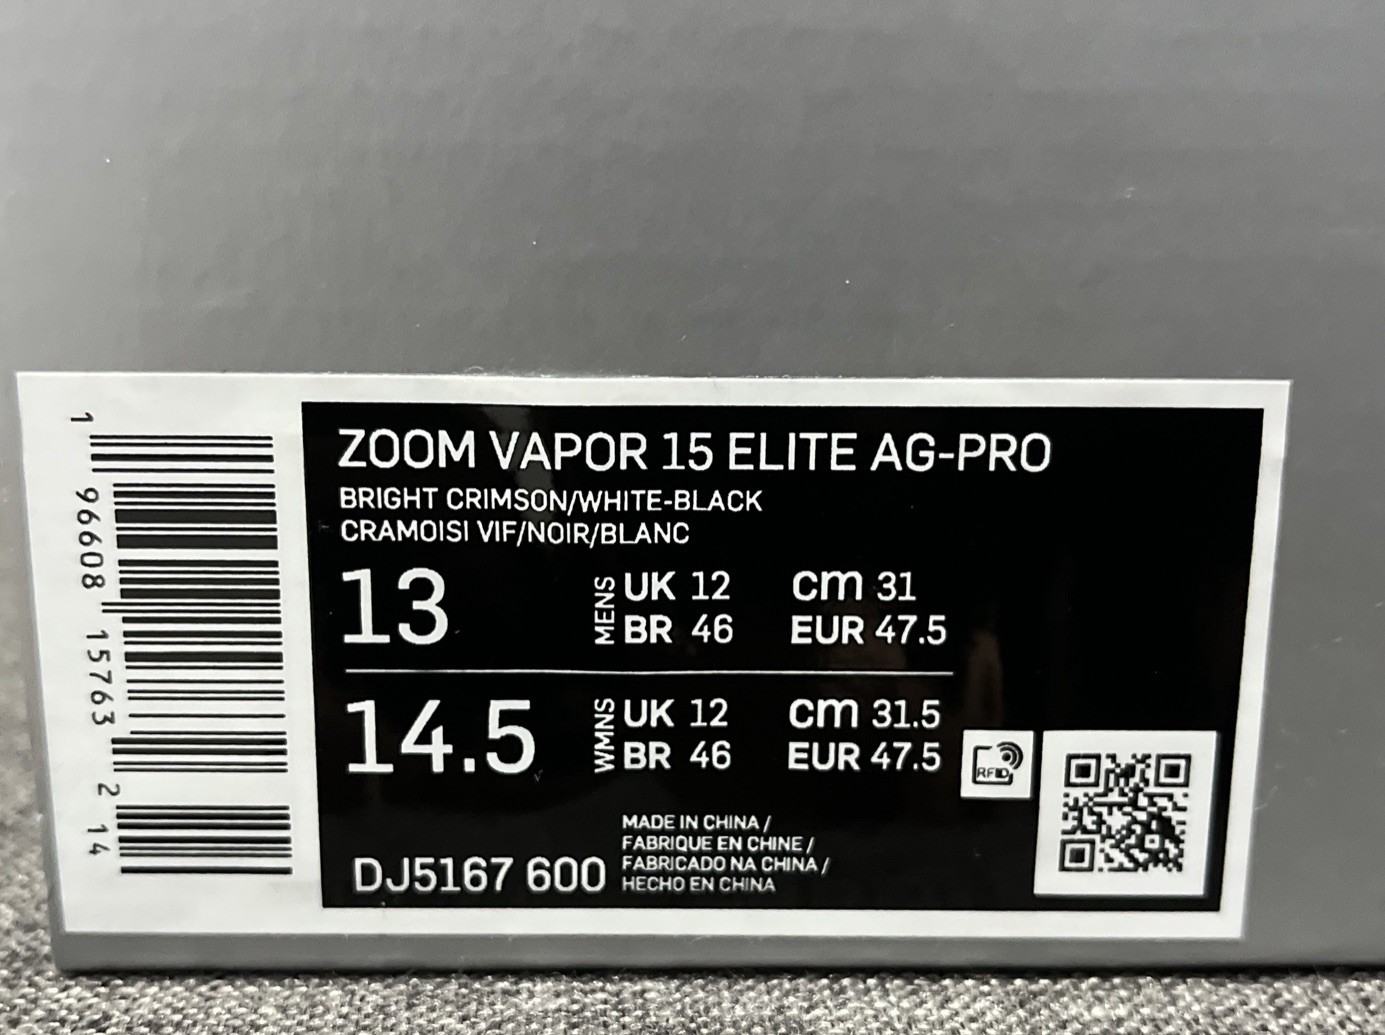 1 96608 15763 2 14
ZOOM VAPOR 15 ELITE AG-PRO
BRIGHT CRIMSON/WHITE-BLACK
CRAMOISI VIF/NOIR/BLANC
13 MENS UK 12 cm 31
BR 46 EUR 47.5
14.5 WMNS UK 12 cm 31.5
BR 46 EUR 47.5
RFID
MADE IN CHINA /
FABRIQUE EN CHINE /
FABRICADO NA CHINA /
HECHO EN CHINA
DJ5167 600